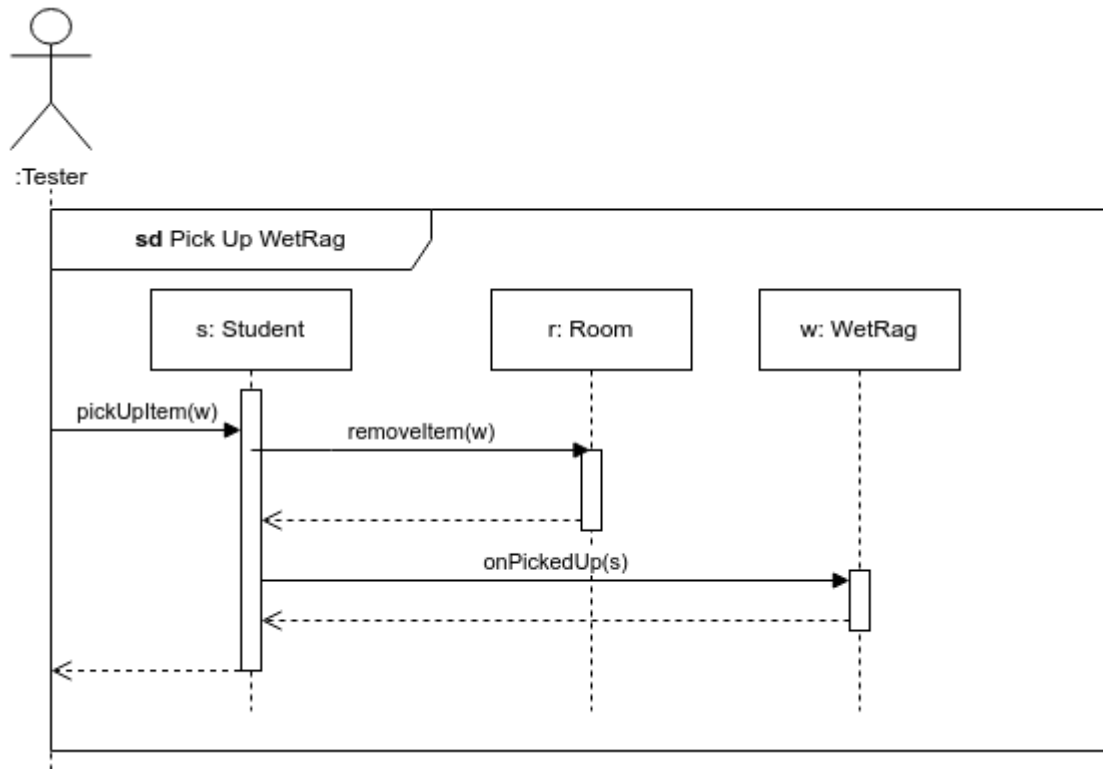 :Tester
sd Pick Up WetRag
s: Student
r: Room
w: WetRag
pickUpItem(w)
removeItem(w)
onPickedUp(s)